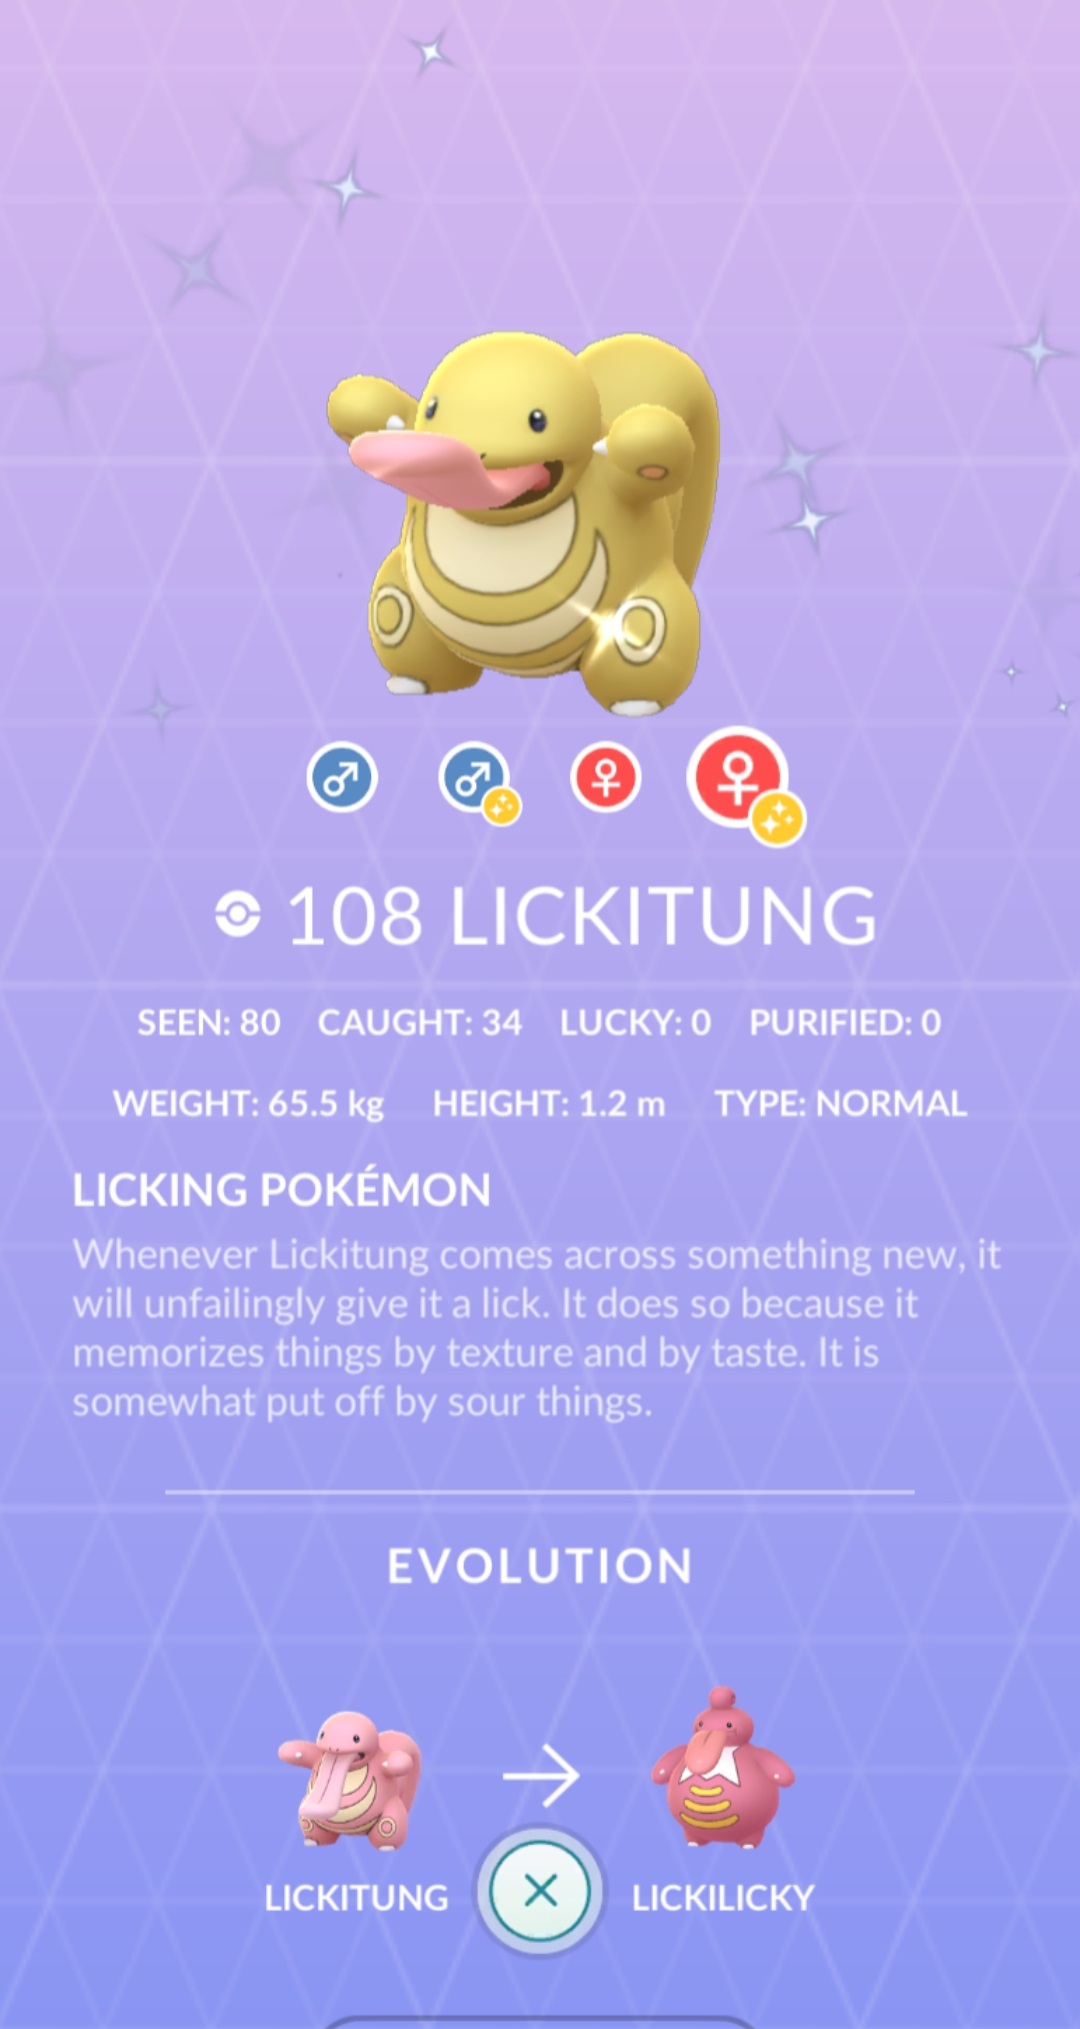 108 LICKITUNG
SEEN: 80 CAUGHT: 34 LUCKY: 0 PURIFIED: 0
WEIGHT: 65.5 kg HEIGHT: 1.2 m TYPE: NORMAL
LICKING POKÉMON
Whenever Lickitung comes across something new, it
will unfailingly give it a lick. It does so because it
memorizes things by texture and by taste. It is
somewhat put off by sour things.
EVOLUTION
LICKITUNG LICKILICKY